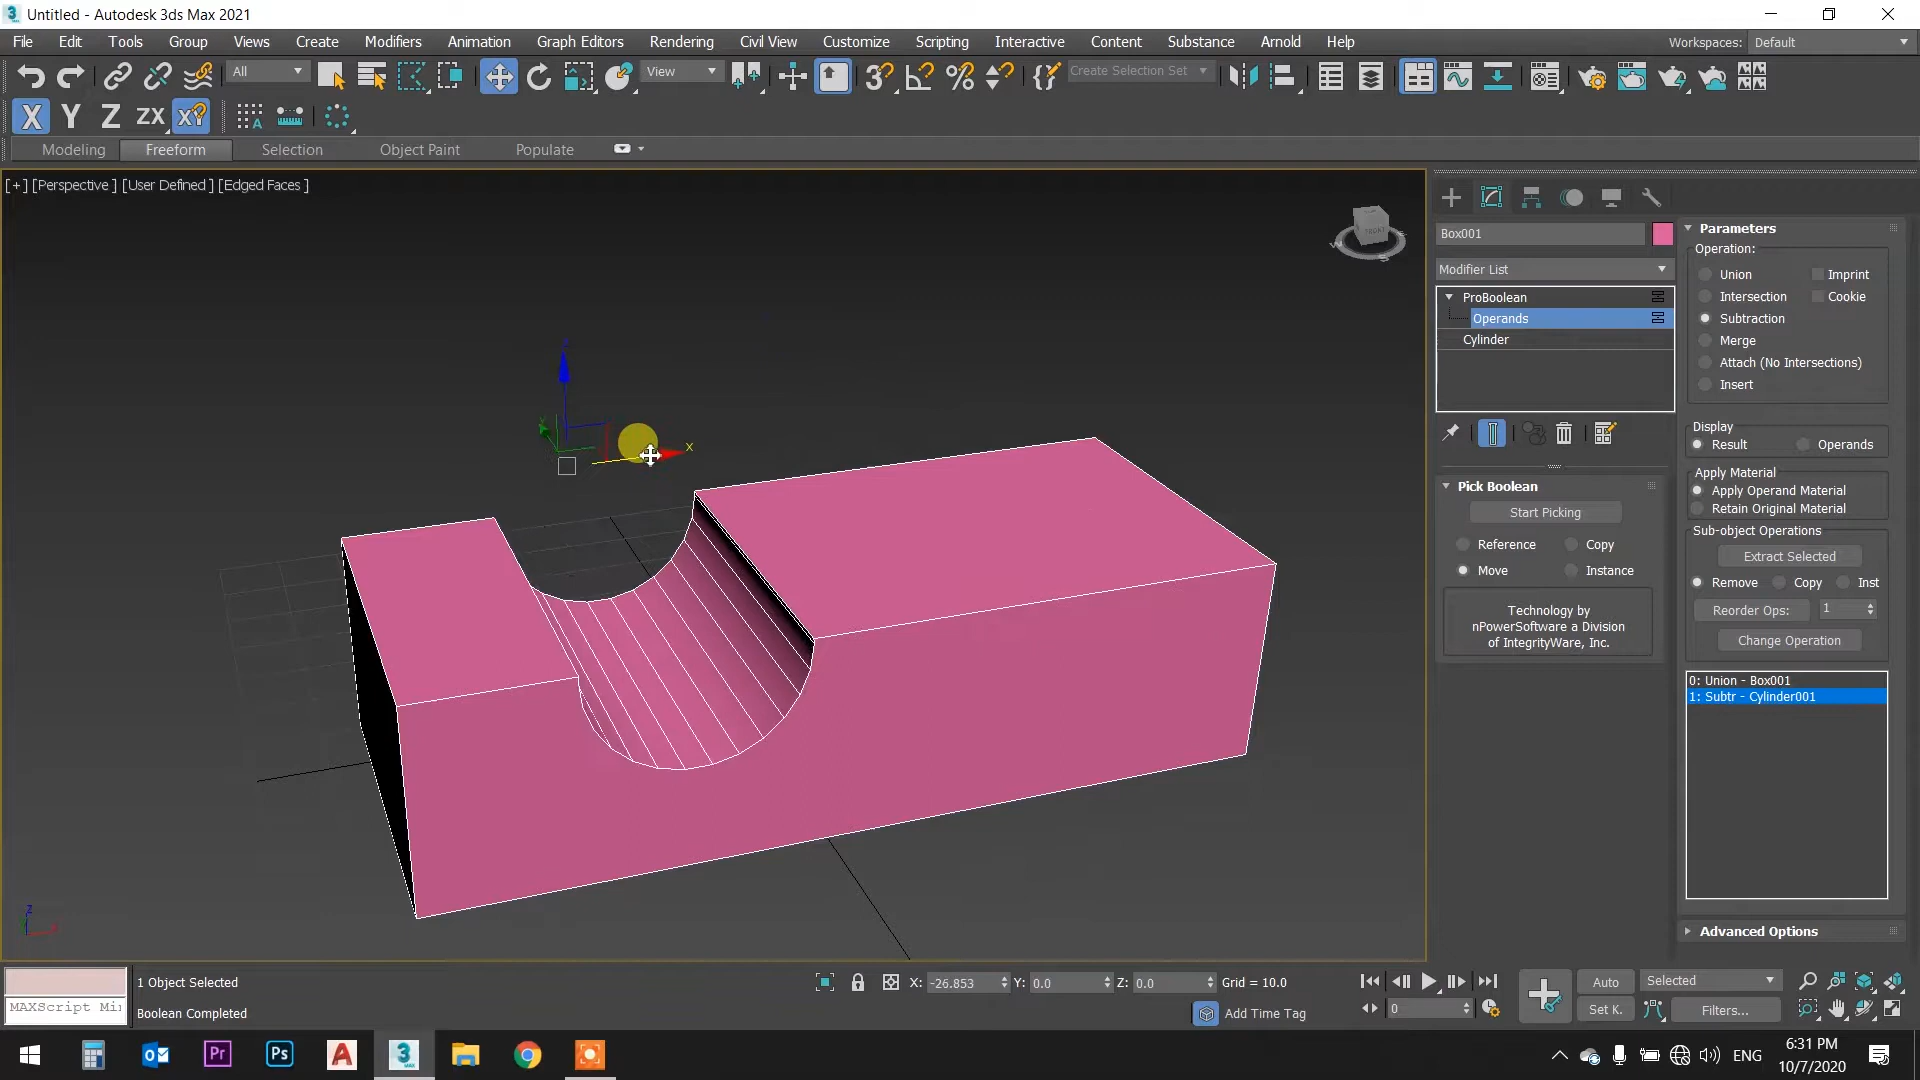 Untitled - Autodesk 3ds Max 2021
File Edit Tools Group Views Create Modifiers Animation Graph Editors Rendering Civil View Customize Scripting Interactive Content Substance Arnold Help Workspaces: Default
All View Create Selection Set
X Y Z ZX XY
Modeling Freeform Selection Object Paint Populate
[+] [Perspective ] [User Defined ] [Edged Faces ]
FRONT
x
Box001
Modifier List
ProBoolean
Operands
Cylinder
Pick Boolean
Start Picking
Reference Copy
Move Instance
Technology by
nPowerSoftware a Division
of IntegrityWare, Inc.
Parameters
Operation:
Union Imprint
Intersection Cookie
Subtraction
Merge
Attach (No Intersections)
Insert
Display
Result Operands
Apply Material
Apply Operand Material
Retain Original Material
Sub-object Operations
Extract Selected
Remove Copy Inst
Reorder Ops: 1
Change Operation
0: Union - Box001
1: Subtr - Cylinder001
Advanced Options
MAXScript Mi
1 Object Selected
Boolean Completed
X: -26.853 Y: 0.0 Z: 0.0 Grid = 10.0
Add Time Tag
0
Auto Selected
Set K. Filters...
Pr Ps A 3 MAX
ENG
6:31 PM
10/7/2020